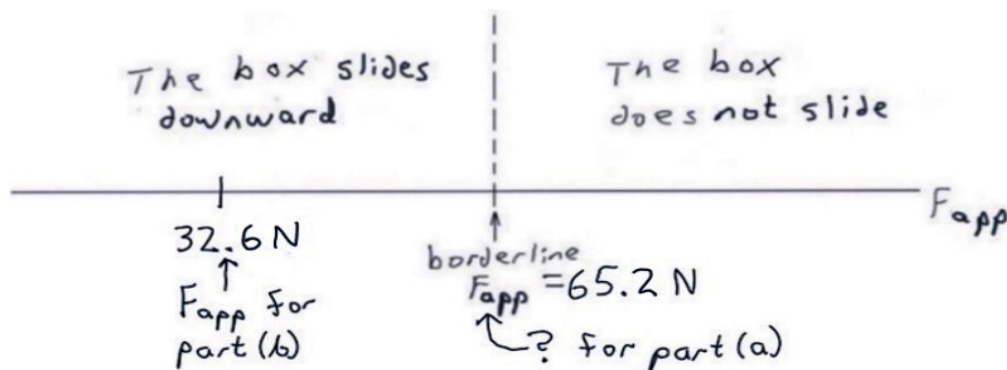 The box slides
downward
The box
does not slide
Fapp
32.6 N
Fapp for
part (b)
borderline
Fapp = 65.2 N
? for part (a)